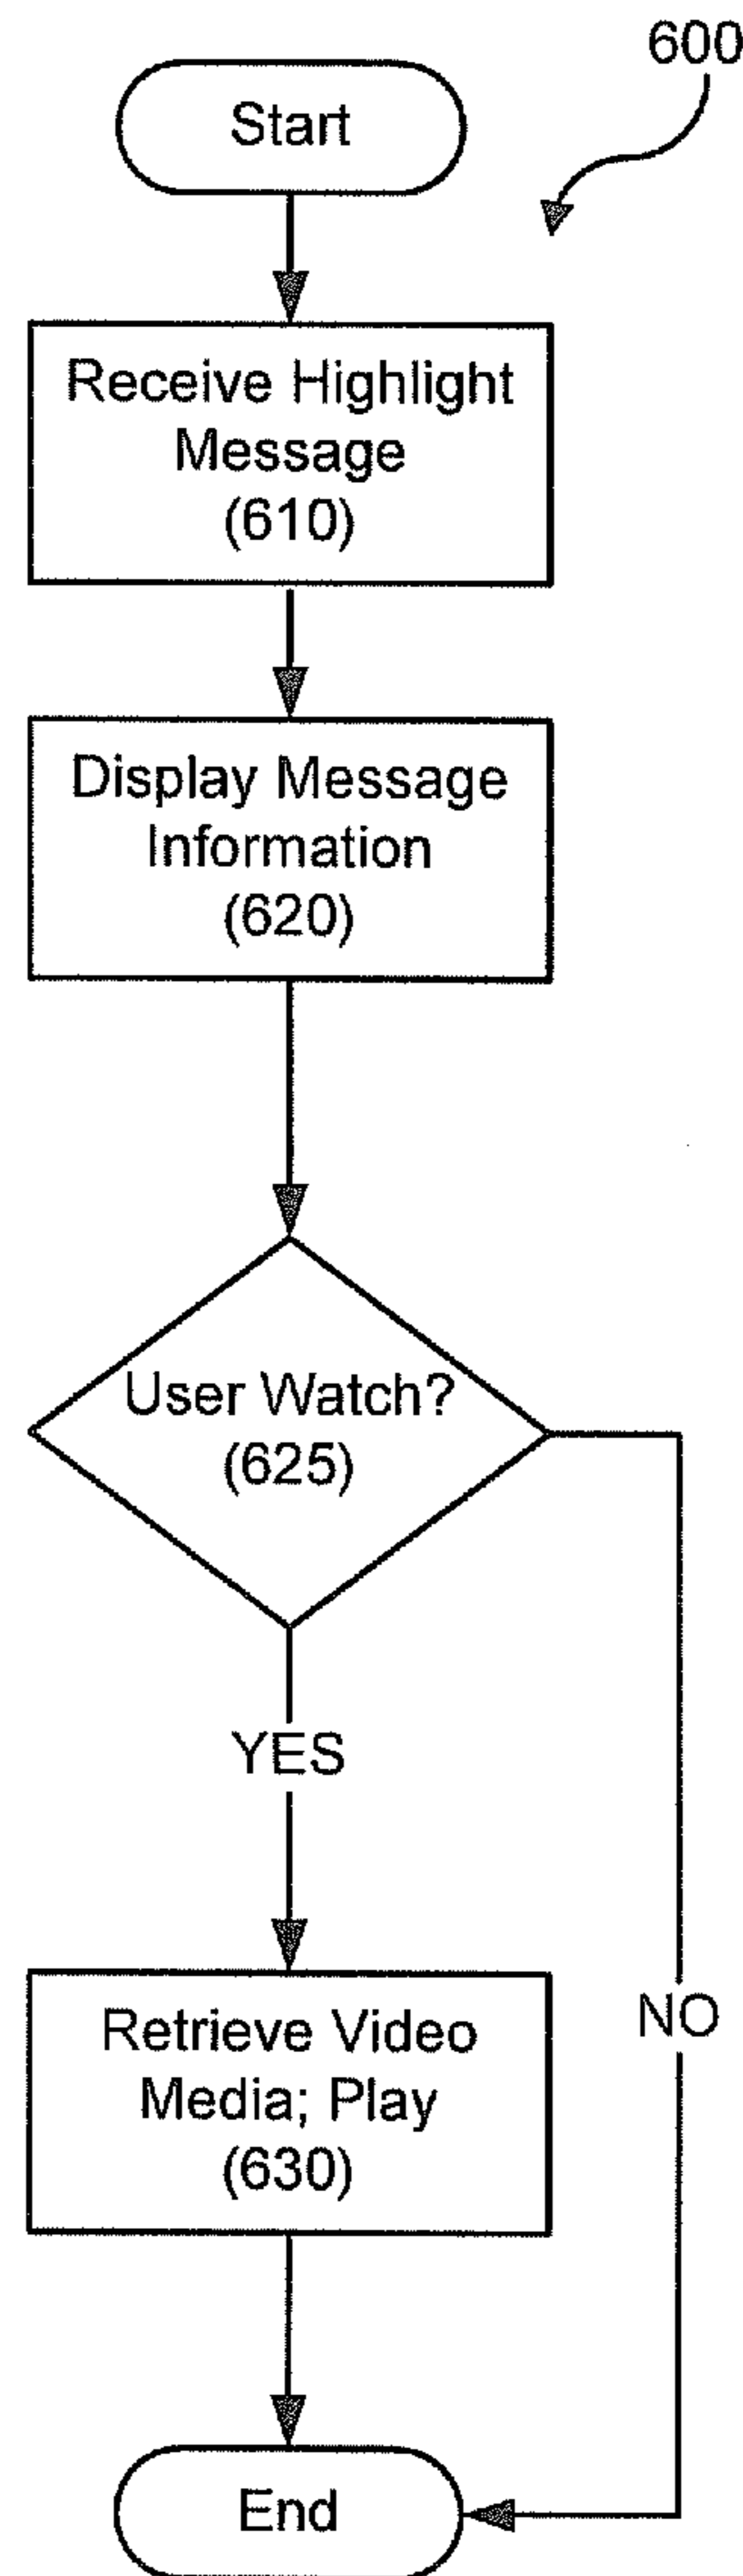 600
Start
Receive Highlight
Message
(610)
Display Message
Information
(620)
User Watch?
(625)
YES
NO
Retrieve Video
Media; Play
(630)
End